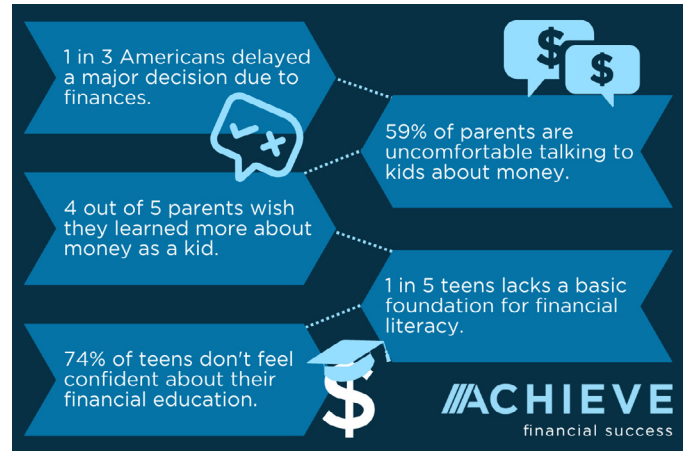 1 in 3 Americans delayed
a major decision due to
finances.
$
$
59% of parents are
uncomfortable talking to
kids about money.
4 out of 5 parents wish
they learned more about
money as a kid.
1 in 5 teens lacks a basic
foundation for financial
literacy.
74% of teens don't feel
confident about their
financial education.
$
ACHIEVE
financial success